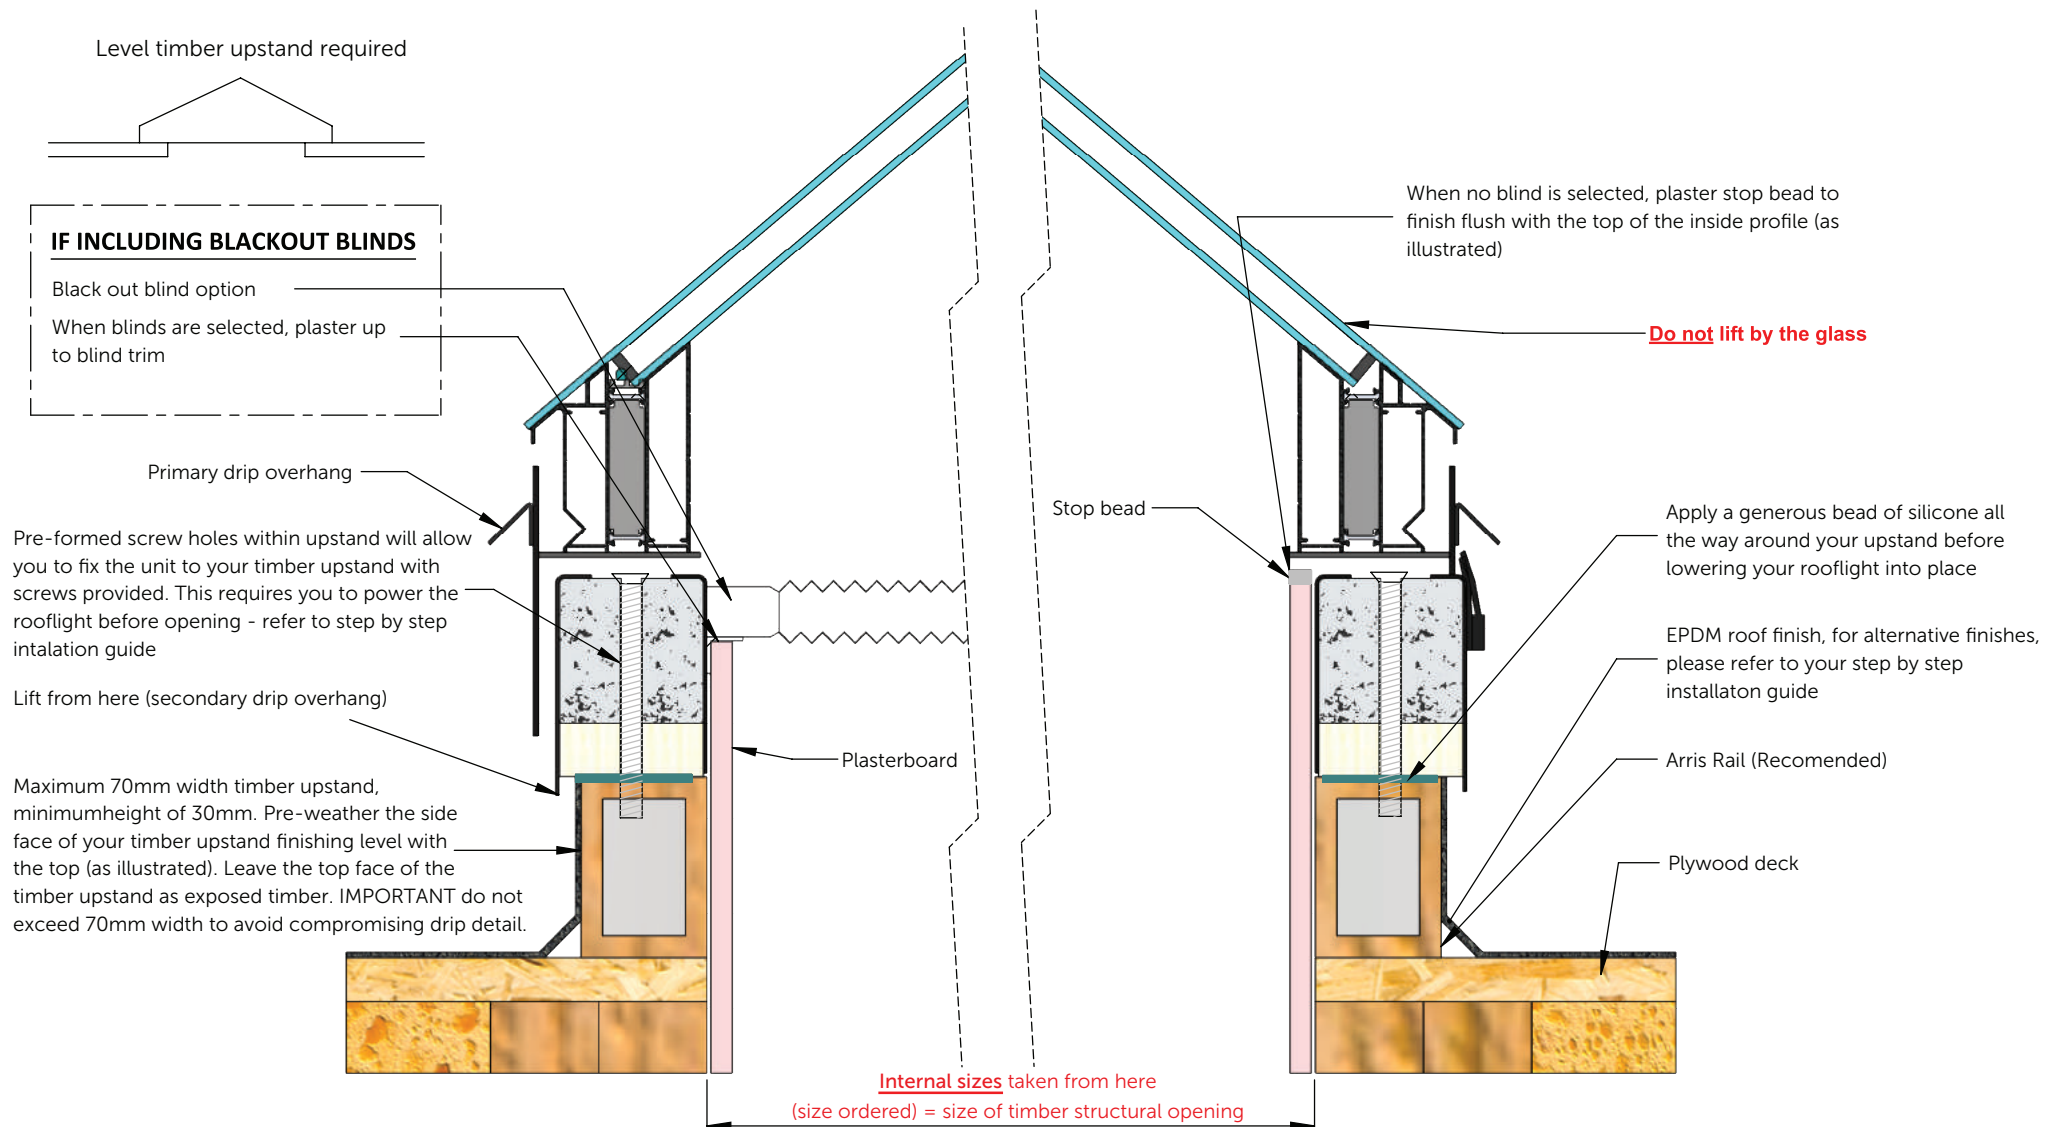 Level timber upstand required
IF INCLUDING BLACKOUT BLINDS
Black out blind option
When blinds are selected, plaster up
to blind trim
Primary drip overhang
Pre-formed screw holes within upstand will allow
you to fix the unit to your timber upstand with
screws provided. This requires you to power the
rooflight before opening - refer to step by step
intalation guide
Lift from here (secondary drip overhang)
Maximum 70mm width timber upstand,
minimumheight of 30mm. Pre-weather the side
face of your timber upstand finishing level with
the top (as illustrated). Leave the top face of the
timber upstand as exposed timber. IMPORTANT do not
exceed 70mm width to avoid compromising drip detail.
Plasterboard
Stop bead
When no blind is selected, plaster stop bead to
finish flush with the top of the inside profile (as
illustrated)
Do not lift by the glass
Apply a generous bead of silicone all
the way around your upstand before
lowering your rooflight into place
EPDM roof finish, for alternative finishes,
please refer to your step by step
installaton guide
Arris Rail (Recomended)
Plywood deck
Internal sizes taken from here
(size ordered) = size of timber structural opening